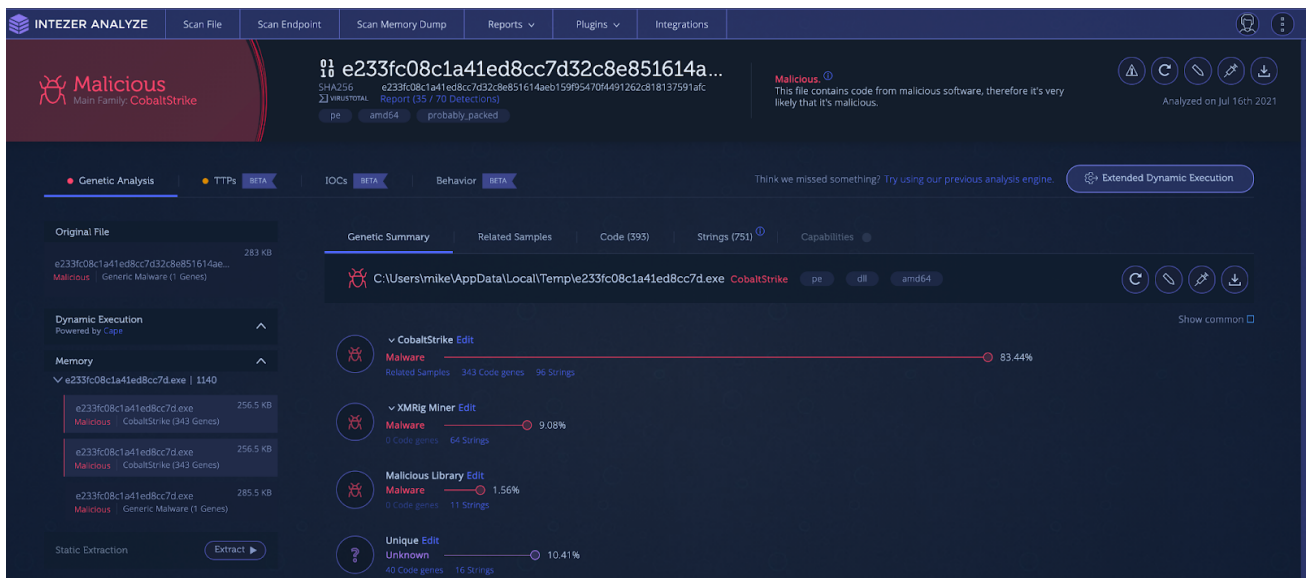 INTEZER ANALYZE Scan File Scan Endpoint Scan Memory Dump Reports Plugins Integrations
Malicious
Main Family: CobaltStrike
e233fc08c1a41ed8cc7d32c8e851614a...
SHA256 e233fc08c1a41ed8cc7d32c8e851614aeb159f95470f4491262c818137591afc
VIRUSTOTAL Report (35 / 70 Detections)
pe amd64 probably_packed
Malicious.
This file contains code from malicious software, therefore it's very
likely that it's malicious.
Analyzed on Jul 16th 2021
Genetic Analysis TTPs BETA IOCs BETA Behavior BETA
Think we missed something? Try using our previous analysis engine. Extended Dynamic Execution
Original File
283 KB
e233fc08c1a41ed8cc7d32c8e851614ae...
Malicious Generic Malware (1 Genes)
Dynamic Execution
Powered by Cape
Memory
e233fc08c1a41ed8cc7d.exe | 1140
e233fc08c1a41ed8cc7d.exe 256.5 KB
Malicious CobaltStrike (343 Genes)
e233fc08c1a41ed8cc7d.exe 256.5 KB
Malicious CobaltStrike (343 Genes)
e233fc08c1a41ed8cc7d.exe 285.5 KB
Malicious Generic Malware (1 Genes)
Static Extraction Extract
Genetic Summary Related Samples Code (393) Strings (751) Capabilities
C:\Users\mike\AppData\Local\Temp\e233fc08c1a41ed8cc7d.exe CobaltStrike pe dll amd64
Show common
CobaltStrike Edit
Malware 83.44%
Related Samples 343 Code genes 96 Strings
XMRig Miner Edit
Malware 9.08%
0 Code genes 64 Strings
Malicious Library Edit
Malware 1.56%
0 Code genes 11 Strings
Unique Edit
Unknown 10.41%
40 Code genes 16 Strings